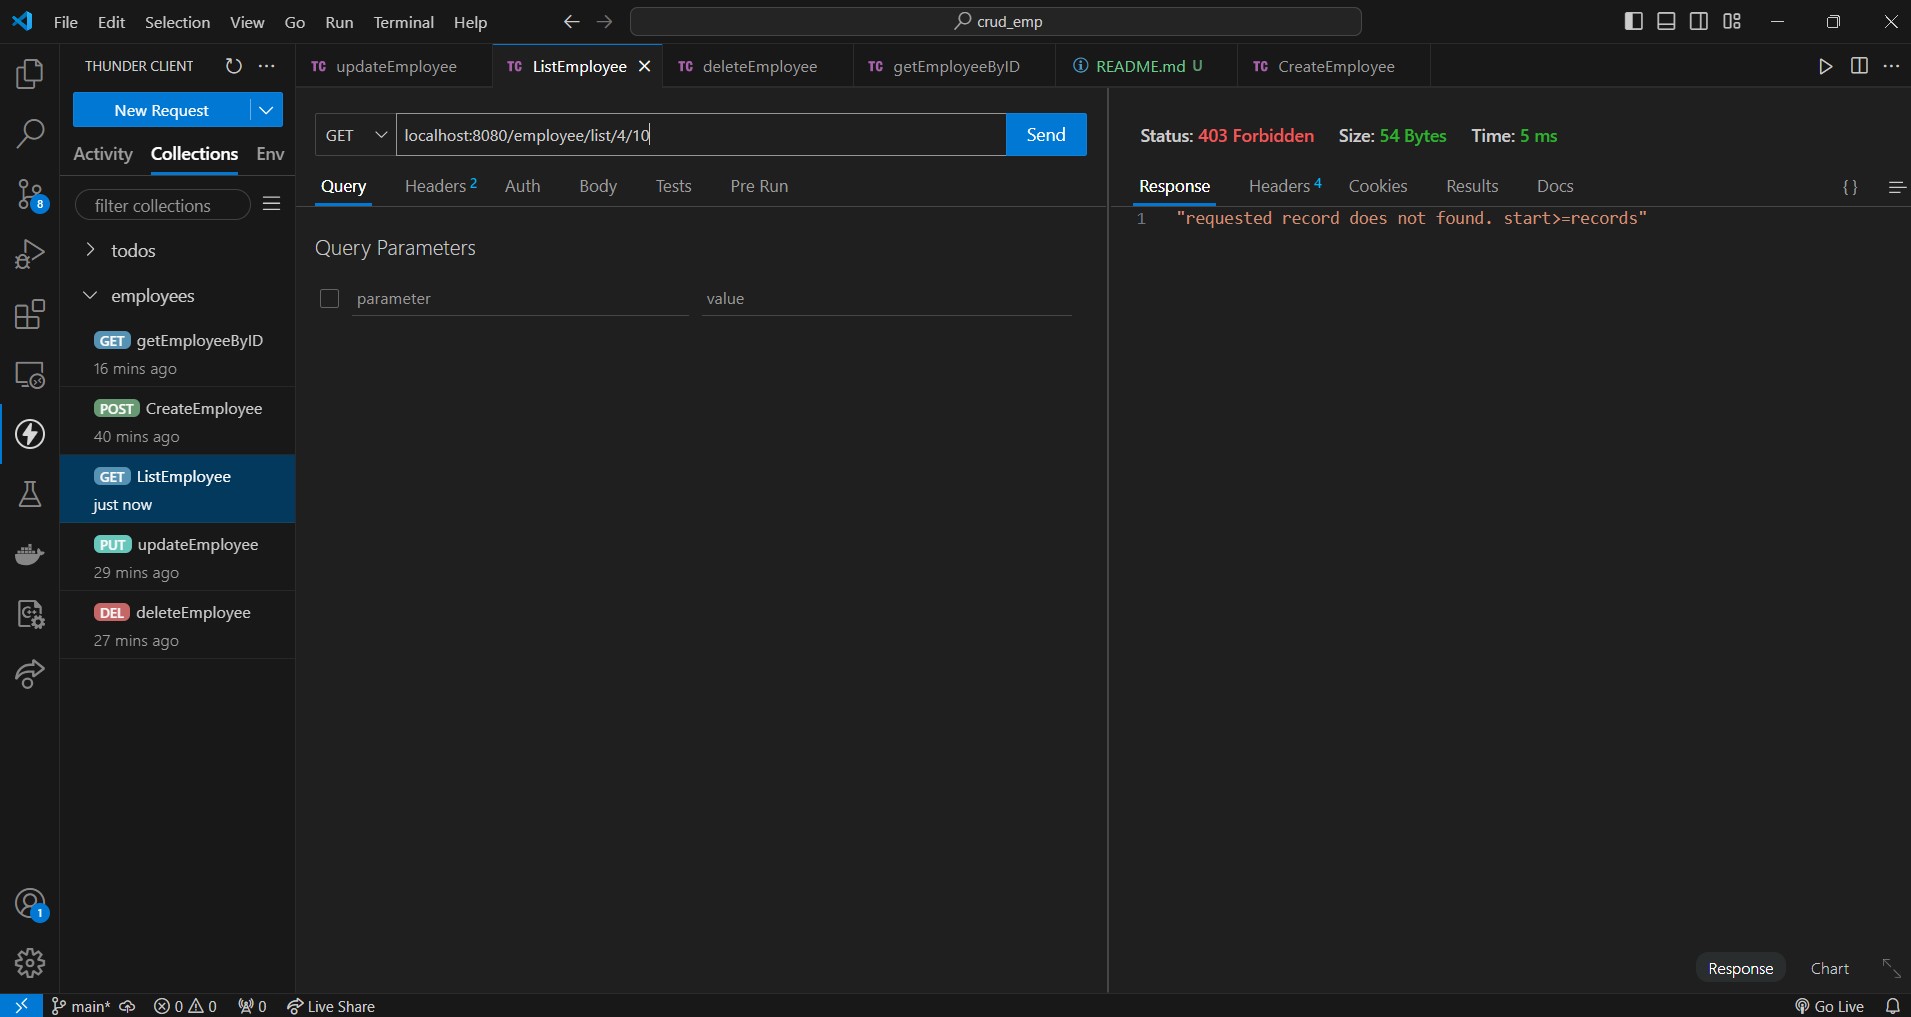 File Edit Selection View Go Run Terminal Help
crud_emp
THUNDER CLIENT
TC updateEmployee
TC ListEmployee
TC deleteEmployee
TC getEmployeeByID
README.md U
TC CreateEmployee
New Request
Activity Collections Env
filter collections
todos
employees
GET getEmployeeByID
16 mins ago
POST CreateEmployee
40 mins ago
GET ListEmployee
just now
PUT updateEmployee
29 mins ago
DEL deleteEmployee
27 mins ago
GET localhost:8080/employee/list/4/10 Send
Query Headers 2 Auth Body Tests Pre Run
Query Parameters
parameter value
Status: 403 Forbidden Size: 54 Bytes Time: 5 ms
Response Headers 4 Cookies Results Docs {}
1 "requested record does not found. start>=records"
Response Chart
8
1
main* 0 0 0 Live Share
Go Live